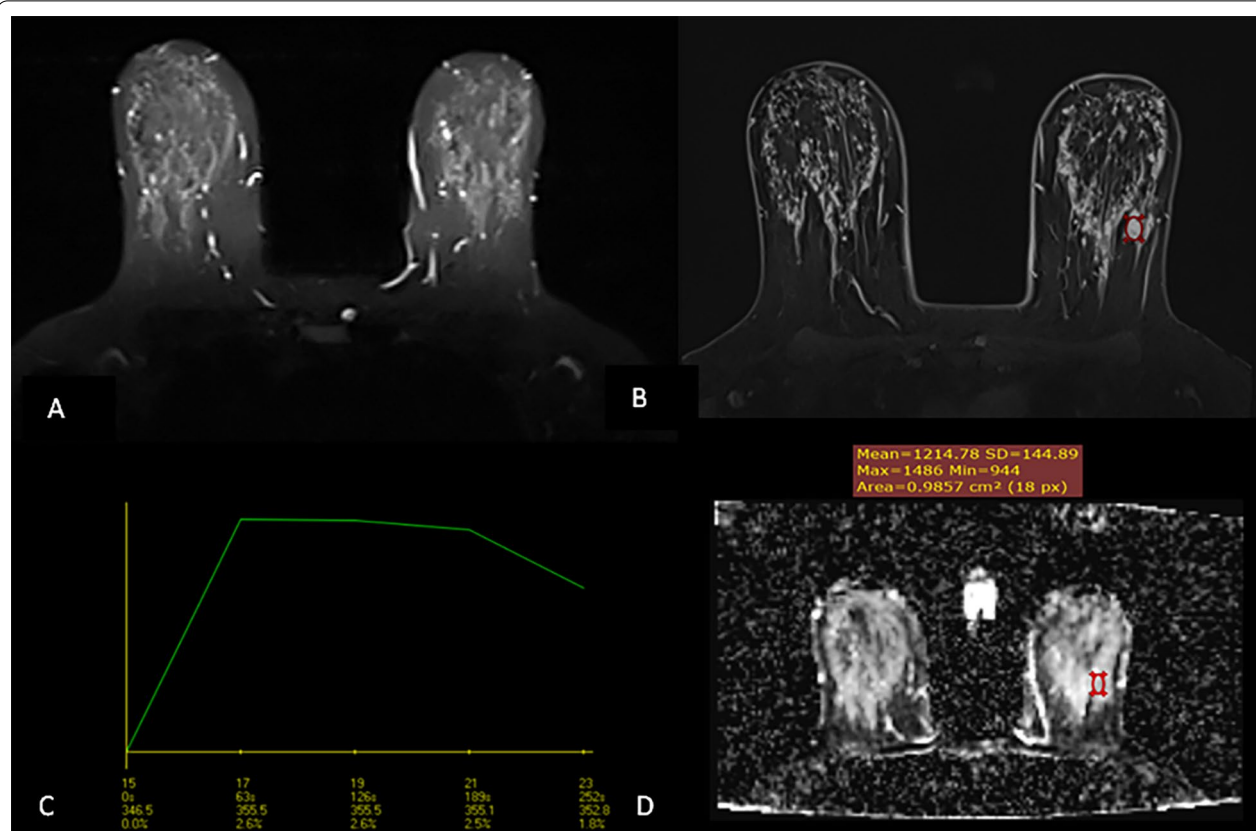 A
B
Mean=1214.78 SD=144.89
Max=1486 Min=944
Area=0.9857 cm² (18 px)
15 17 19 21 23
0s 63s 126s 189s 252s
346.5 355.5 355.5 355.1 352.8
0.0% 2.6% 2.6% 2.5% 1.8%
C
D